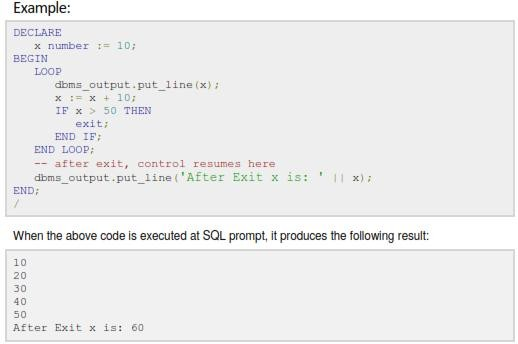 Example:
DECLARE
   x number := 10;
BEGIN
   LOOP
      dbms_output.put_line(x);
      x := x + 10;
      IF x > 50 THEN
         exit;
      END IF;
   END LOOP;
   -- after exit, control resumes here
   dbms_output.put_line('After Exit x is: ' || x);
END;
/
When the above code is executed at SQL prompt, it produces the following result:
10
20
30
40
50
After Exit x is: 60